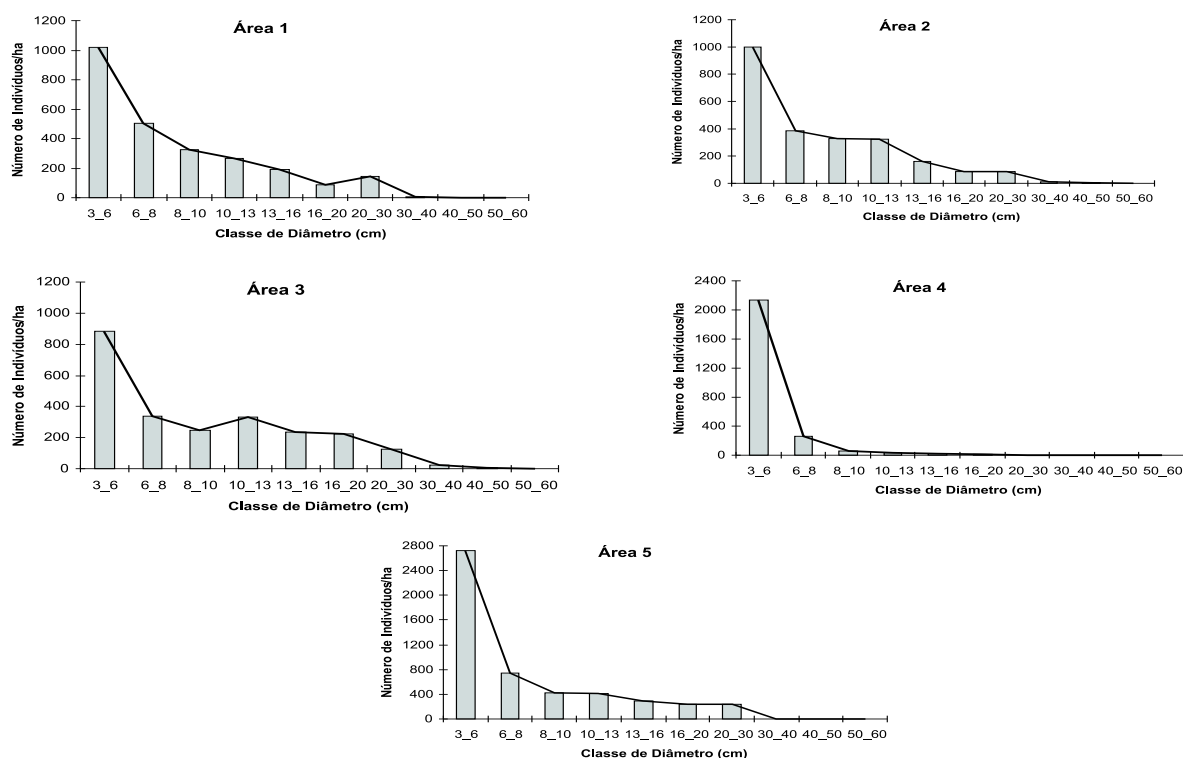 Área 1
Número de Indivíduos/ha
1200
1000
800
600
400
200
0
3_6 6_8 8_10 10_13 13_16 16_20 20_30 30_40 40_50 50_60
Classe de Diâmetro (cm)
Área 2
Número de Indivíduos/ha
1200
1000
800
600
400
200
0
3_6 6_8 8_10 10_13 13_16 16_20 20_30 30_40 40_50 50_60
Classe de Diâmetro (cm)
Área 3
Número de Indivíduos/ha
1200
1000
800
600
400
200
0
3_6 6_8 8_10 10_13 13_16 16_20 20_30 30_40 40_50 50_60
Classe de Diâmetro (cm)
Área 4
Número de Indivíduos/ha
2400
2000
1600
1200
800
400
0
3_6 6_8 8_10 10_13 13_16 16_20 20_30 30_40 40_50 50_60
Classe de Diâmetro (cm)
Área 5
Número de Indivíduos/ha
2800
2400
2000
1600
1200
800
400
0
3_6 6_8 8_10 10_13 13_16 16_20 20_30 30_40 40_50 50_60
Classe de Diâmetro (cm)